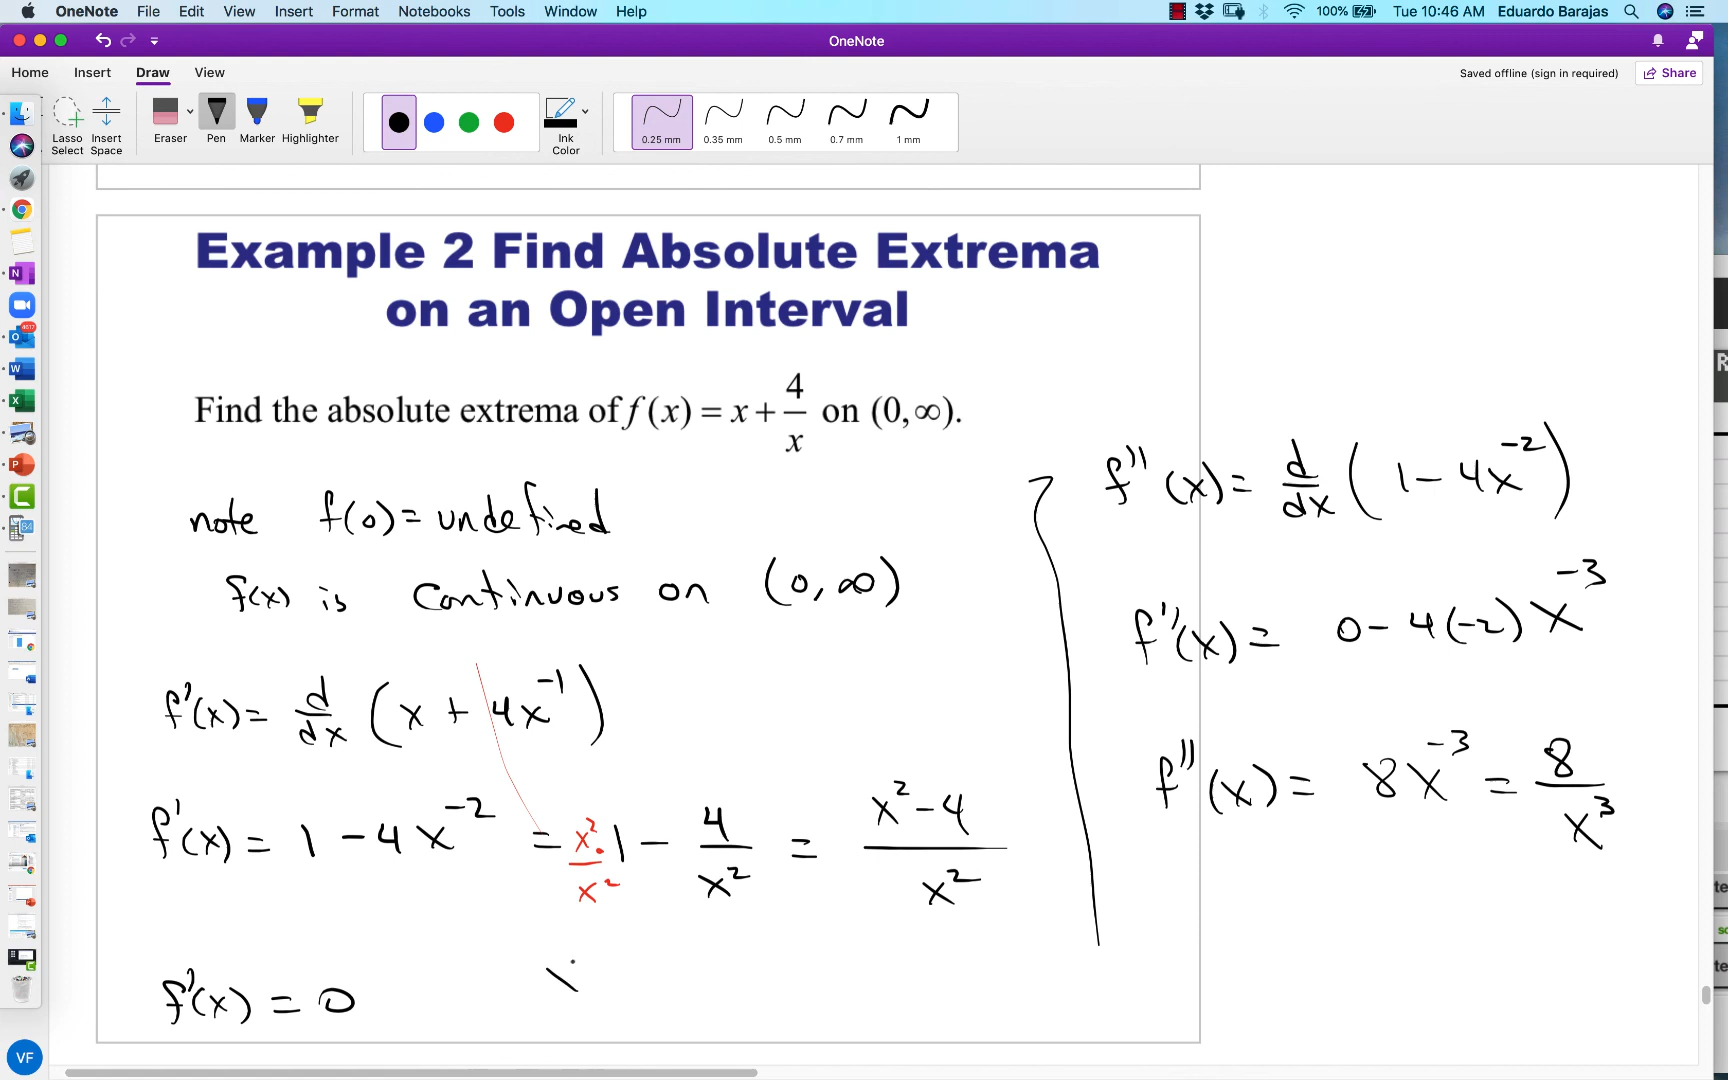 OneNote File Edit View Insert Format Notebooks Tools Window Help 100% Tue 10:46 AM Eduardo Barajas
OneNote
Home Insert Draw View Saved offline (sign in required) Share
Lasso Select Insert Space Eraser Pen Marker Highlighter Ink Color 0.25 mm 0.35 mm 0.5 mm 0.7 mm 1 mm
Example 2 Find Absolute Extrema
on an Open Interval
Find the absolute extrema of f(x) = x + 4/x on (0, ∞).
note f(0) = undefined
f(x) is continuous on (0, ∞)
f'(x) = d/dx (x + 4x^-1)
f'(x) = 1 - 4x^-2 = x²/x² · 1 - 4/x² = (x² - 4)/x²
f'(x) = 0
f''(x) = d/dx (1 - 4x^-2)
f''(x) = 0 - 4(-2)x^-3
f''(x) = 8x^-3 = 8/x³
VF